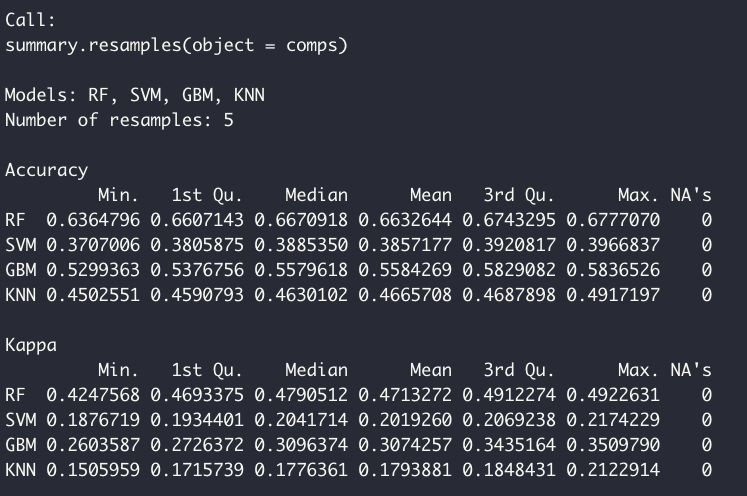 Call:
summary.resamples(object = comps)
Models: RF, SVM, GBM, KNN
Number of resamples: 5
Accuracy
Min. 1st Qu. Median Mean 3rd Qu. Max. NA's
RF 0.6364796 0.6607143 0.6670918 0.6632644 0.6743295 0.6777070 0
SVM 0.3707006 0.3805875 0.3885350 0.3857177 0.3920817 0.3966837 0
GBM 0.5299363 0.5376756 0.5579618 0.5584269 0.5829082 0.5836526 0
KNN 0.4502551 0.4590793 0.4630102 0.4665708 0.4687898 0.4917197 0
Kappa
Min. 1st Qu. Median Mean 3rd Qu. Max. NA's
RF 0.4247568 0.4693375 0.4790512 0.4713272 0.4912274 0.4922631 0
SVM 0.1876719 0.1934401 0.2041714 0.2019260 0.2069238 0.2174229 0
GBM 0.2603587 0.2726372 0.3096374 0.3074257 0.3435164 0.3509790 0
KNN 0.1505959 0.1715739 0.1776361 0.1793881 0.1848431 0.2122914 0